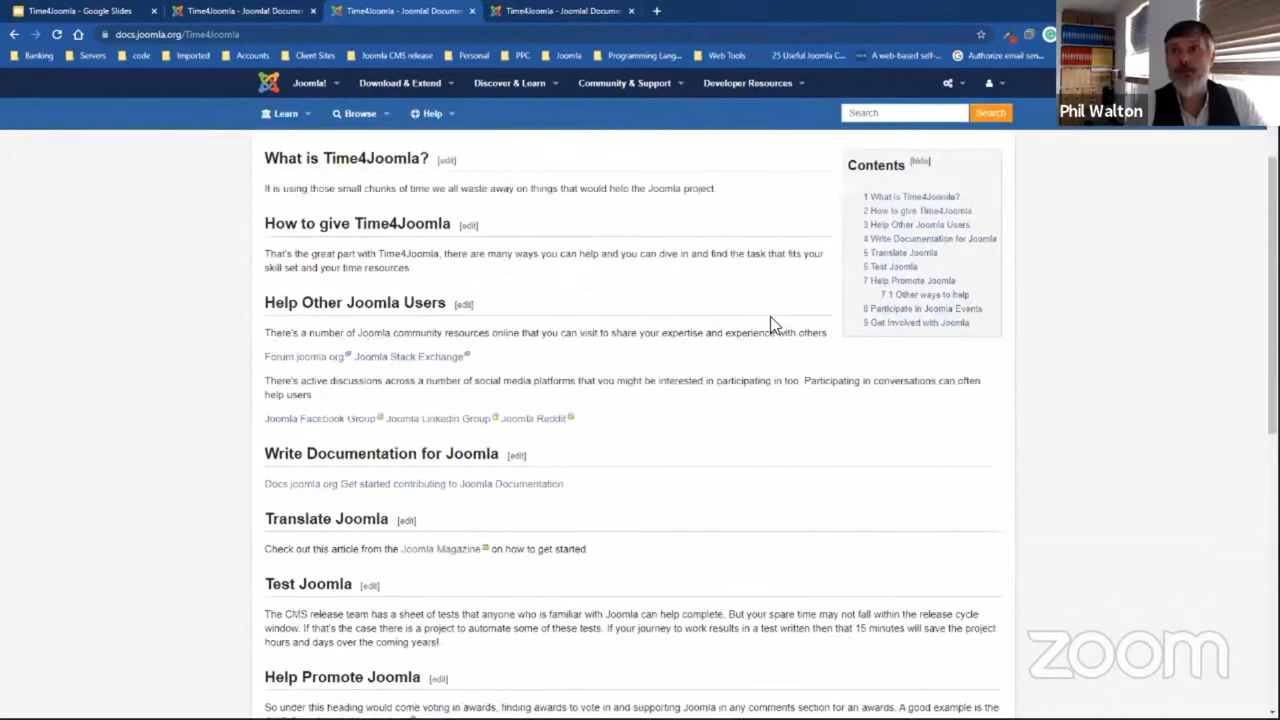 Time4Joomla - Google Slides
Time4Joomla - Joomla! Docume
Time4Joomla - Joomla! Docume
Time4Joomla - Joomla! Docume
docs.joomla.org/Time4Joomla
Banking Servers code Imported Accounts Client Sites Joomla CMS release Personal PPC Joomla Programming Lang... Web Tools 25 Useful Joomla C... A web-based self-... Authorize email sen...
Phil Walton
Joomla! Download & Extend Discover & Learn Community & Support Developer Resources
Learn Browse Help Search Search
What is Time4Joomla? [edit]
It is using those small chunks of time we all waste away on things that would help the Joomla project.
How to give Time4Joomla [edit]
That's the great part with Time4Joomla, there are many ways you can help and you can dive in and find the task that fits your
skill set and your time resources
Help Other Joomla Users [edit]
There's a number of Joomla community resources online that you can visit to share your expertise and experience with others
Forum.joomla.org Joomla Stack Exchange
There's active discussions across a number of social media platforms that you might be interested in participating in too. Participating in conversations can often
help users
Joomla Facebook Group Joomla Linkedin Group Joomla Reddit
Write Documentation for Joomla [edit]
Docs joomla org Get started contributing to Joomla Documentation
Translate Joomla [edit]
Check out this article from the Joomla Magazine on how to get started.
Test Joomla [edit]
The CMS release team has a sheet of tests that anyone who is familiar with Joomla can help complete. But your spare time may not fall within the release cycle
window. If that's the case there is a project to automate some of these tests. If your journey to work results in a test written then that 15 minutes will save the project
hours and days over the coming years!
Help Promote Joomla [edit]
So under this heading would come voting in awards, finding awards to vote in and supporting Joomla in any comments section for an awards. A good example is the
Contents [hide]
1 What is Time4Joomla?
2 How to give Time4Joomla
3 Help Other Joomla Users
4 Write Documentation for Joomla
5 Translate Joomla
6 Test Joomla
7 Help Promote Joomla
7.1 Other ways to help
8 Participate in Joomla Events
9 Get Involved with Joomla
zoom